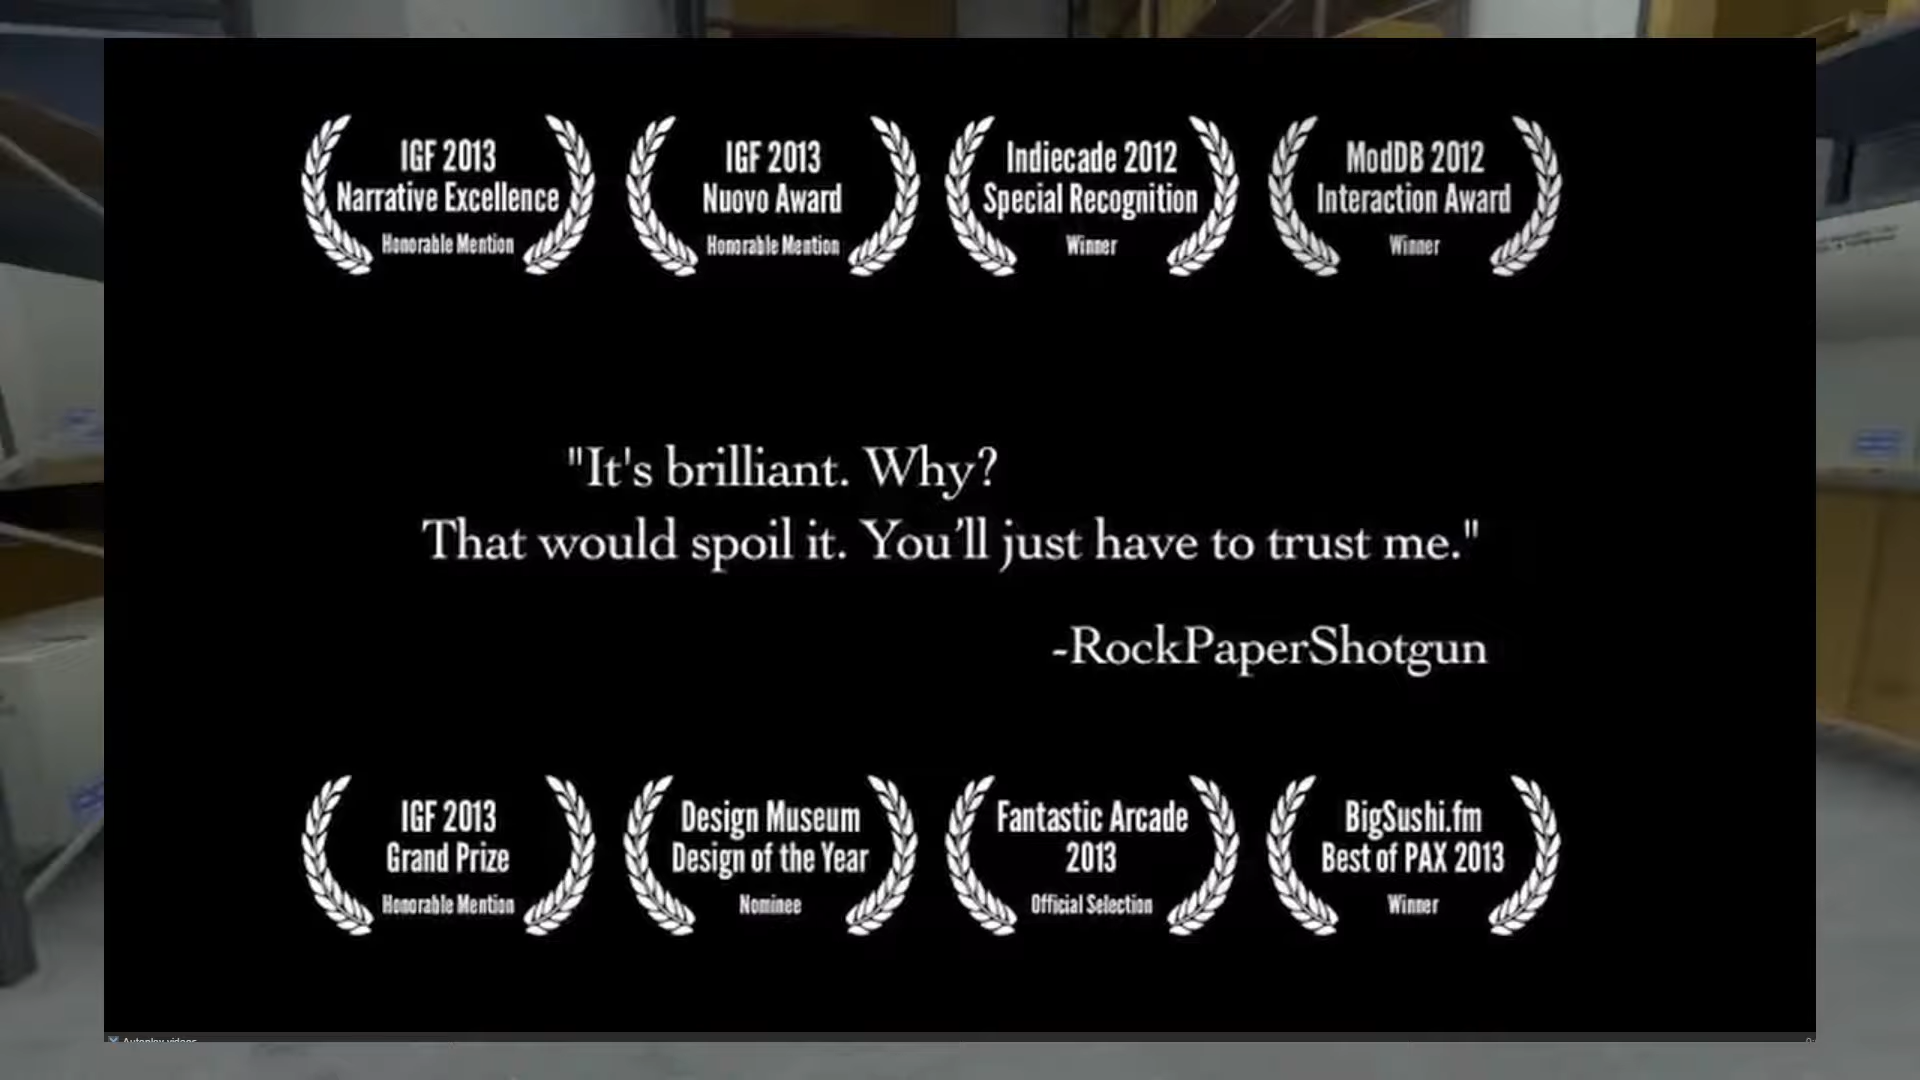 IGF 2013
Narrative Excellence
Honorable Mention
IGF 2013
Nuovo Award
Honorable Mention
Indiecade 2012
Special Recognition
Winner
ModDB 2012
Interaction Award
Winner
"It's brilliant. Why?
That would spoil it. You'll just have to trust me."
-RockPaperShotgun
IGF 2013
Grand Prize
Honorable Mention
Design Museum
Design of the Year
Nominee
Fantastic Arcade
2013
Official Selection
BigSushi.fm
Best of PAX 2013
Winner
Autoplay videos